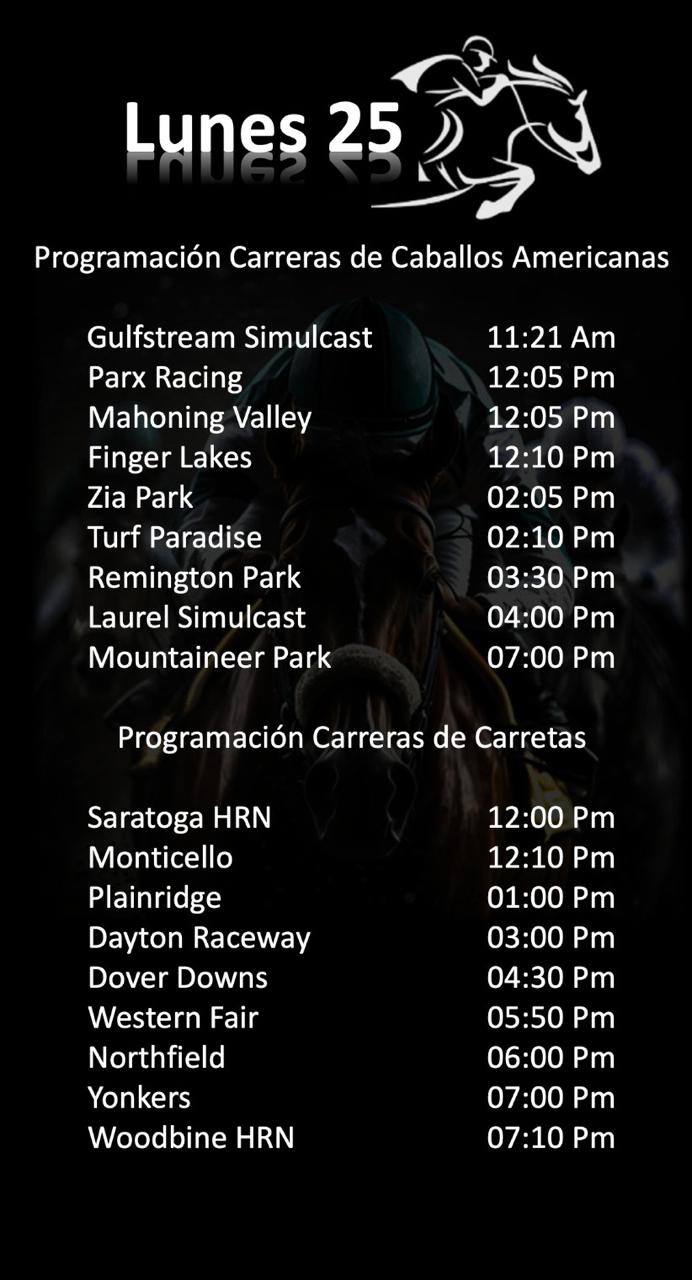 Lunes 25
Programación Carreras de Caballos Americanas
Gulfstream Simulcast 11:21 Am
Parx Racing 12:05 Pm
Mahoning Valley 12:05 Pm
Finger Lakes 12:10 Pm
Zia Park 02:05 Pm
Turf Paradise 02:10 Pm
Remington Park 03:30 Pm
Laurel Simulcast 04:00 Pm
Mountaineer Park 07:00 Pm
Programación Carreras de Carretas
Saratoga HRN 12:00 Pm
Monticello 12:10 Pm
Plainridge 01:00 Pm
Dayton Raceway 03:00 Pm
Dover Downs 04:30 Pm
Western Fair 05:50 Pm
Northfield 06:00 Pm
Yonkers 07:00 Pm
Woodbine HRN 07:10 Pm